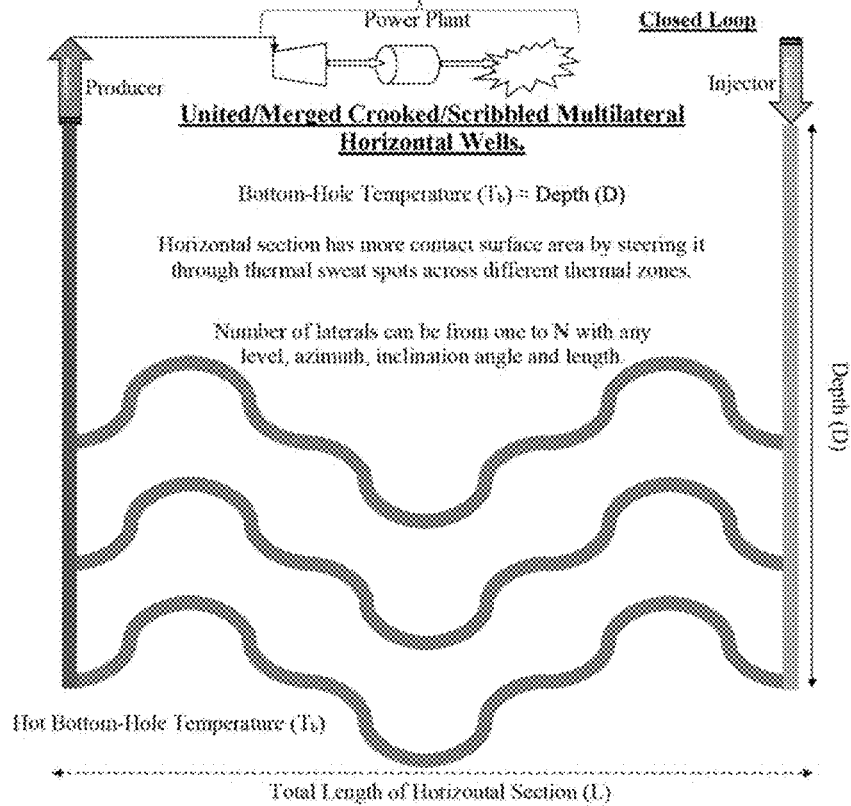 Power Plant
Closed Loop
Producer
Injector
United/Merged Crooked/Scribbled Multilateral
Horizontal Wells.
Bottom-Hole Temperature (Tb) ≈ Depth (D)
Horizontal section has more contact surface area by steering it
through thermal sweat spots across different thermal zones.
Number of laterals can be from one to N with any
level, azimuth, inclination angle and length.
Depth (D)
Hot Bottom-Hole Temperature (Tb)
Total Length of Horizontal Section (L)